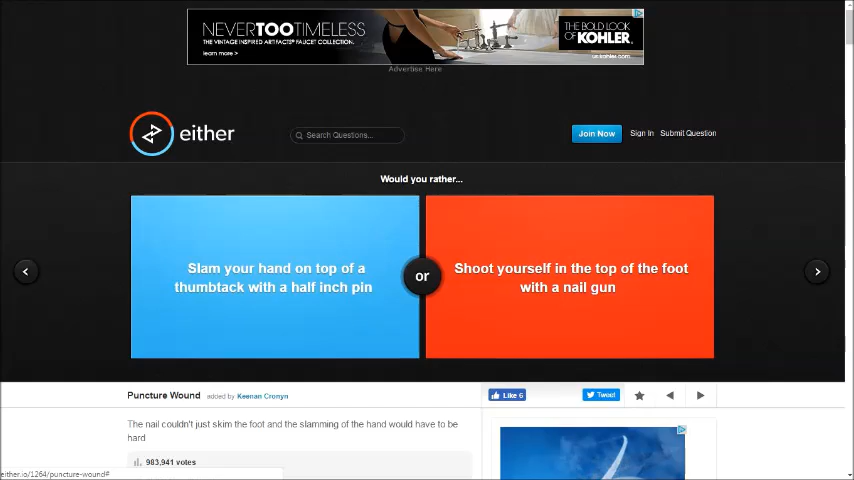 NEVERTOOTIMELESS
THE VINTAGE INSPIRED ARTIFACTS FAUCET COLLECTION.
learn more >
THE BOLD LOOK
OF KOHLER.
us.kohler.com
Advertise Here
either
Search Questions...
Join Now
Sign In
Submit Question
Would you rather...
Slam your hand on top of a
thumbtack with a half inch pin
or
Shoot yourself in the top of the foot
with a nail gun
Puncture Wound added by Keenan Cronyn
Like 6
Tweet
The nail couldn't just skim the foot and the slamming of the hand would have to be
hard
983,941 votes
either.io/1264/puncture-wound#